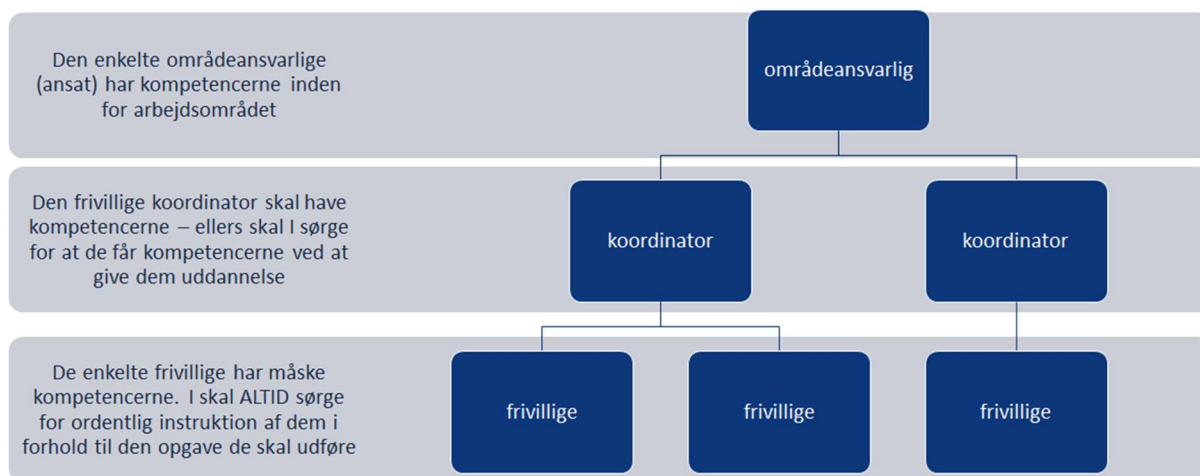 Den enkelte områdeansvarlige
(ansat) har kompetencerne inden
for arbejdsområdet
områdeansvarlig
Den frivillige koordinator skal have
kompetencerne – ellers skal I sørge
for at de får kompetencerne ved at
give dem uddannelse
koordinator
koordinator
De enkelte frivillige har måske
kompetencerne. I skal ALTID sørge
for ordentlig instruktion af dem i
forhold til den opgave de skal udføre
frivillige
frivillige
frivillige